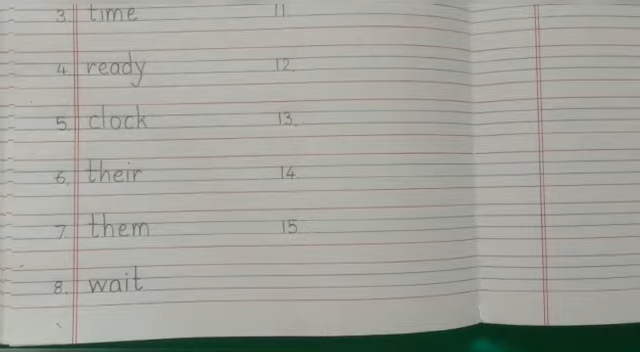 3. time 11
4. ready 12.
5. clock 13.
6. their 14.
7. them 15.
8. wait